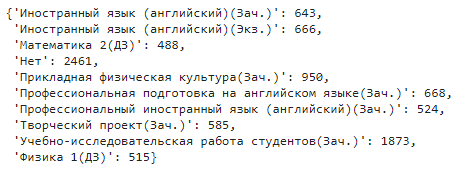 {'Иностранный язык (английский)(Зач.)': 643,
'Иностранный язык (английский)(Экз.)': 666,
'Математика 2(ДЗ)': 488,
'Нет': 2461,
'Прикладная физическая культура(Зач.)': 950,
'Профессиональная подготовка на английском языке(Зач.)': 668,
'Профессиональный иностранный язык (английский)(Зач.)': 524,
'Творческий проект(Зач.)': 585,
'Учебно-исследовательская работа студентов(Зач.)': 1873,
'Физика 1(ДЗ)': 515}